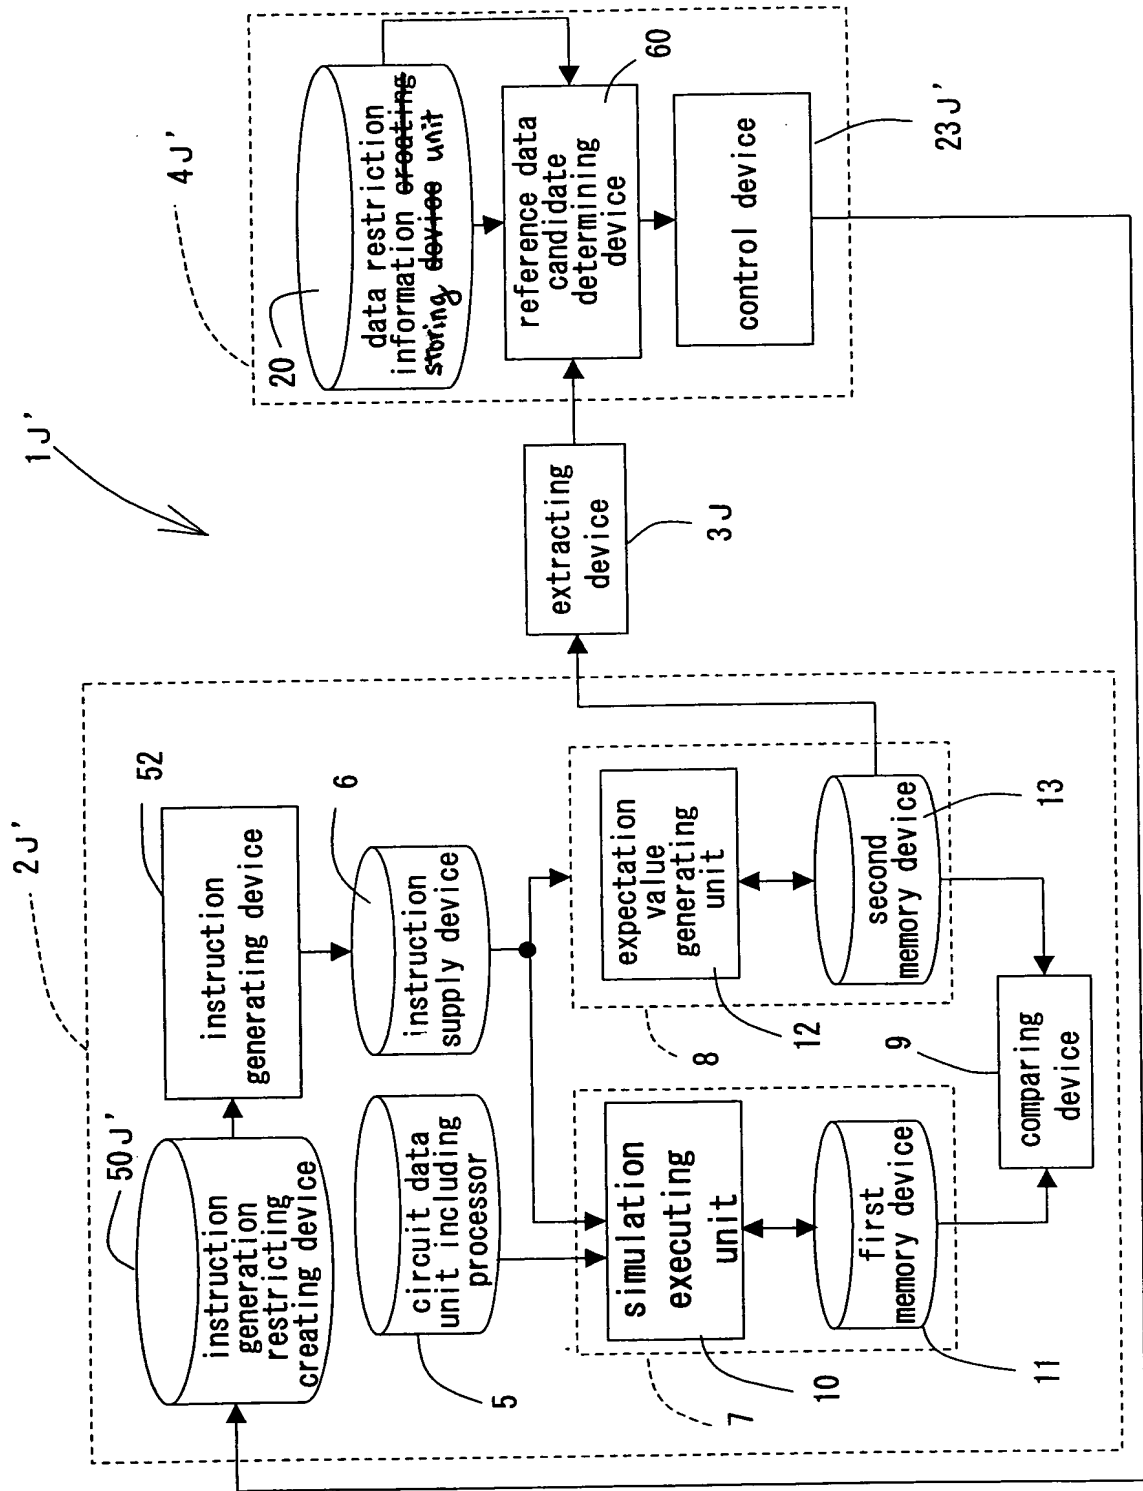 1J'
2J'
50J'
instruction
generation
restricting
creating device
52
instruction
generating device
5
circuit data
unit including
processor
6
instruction
supply device
7
10
simulation
executing
unit
11
first
memory device
8
12
expectation
value
generating
unit
13
second
memory device
9
comparing
device
3J
extracting
device
4J'
20
data restriction
information creating
storing device unit
60
reference data
candidate
determining
device
23J'
control device